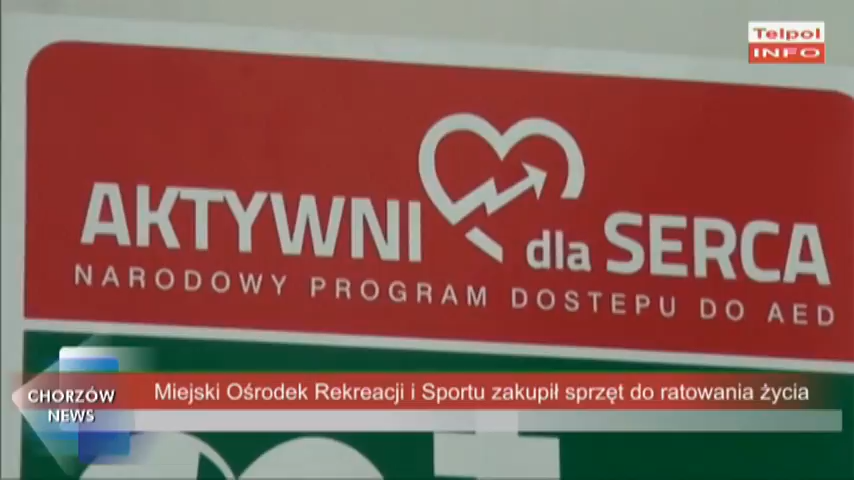 Telpol
INFO
AKTYWNI dla SERCA
NARODOWY PROGRAM DOSTEPU DO AED
CHORZÓW
NEWS
Miejski Ośrodek Rekreacji i Sportu zakupił sprzęt do ratowania życia